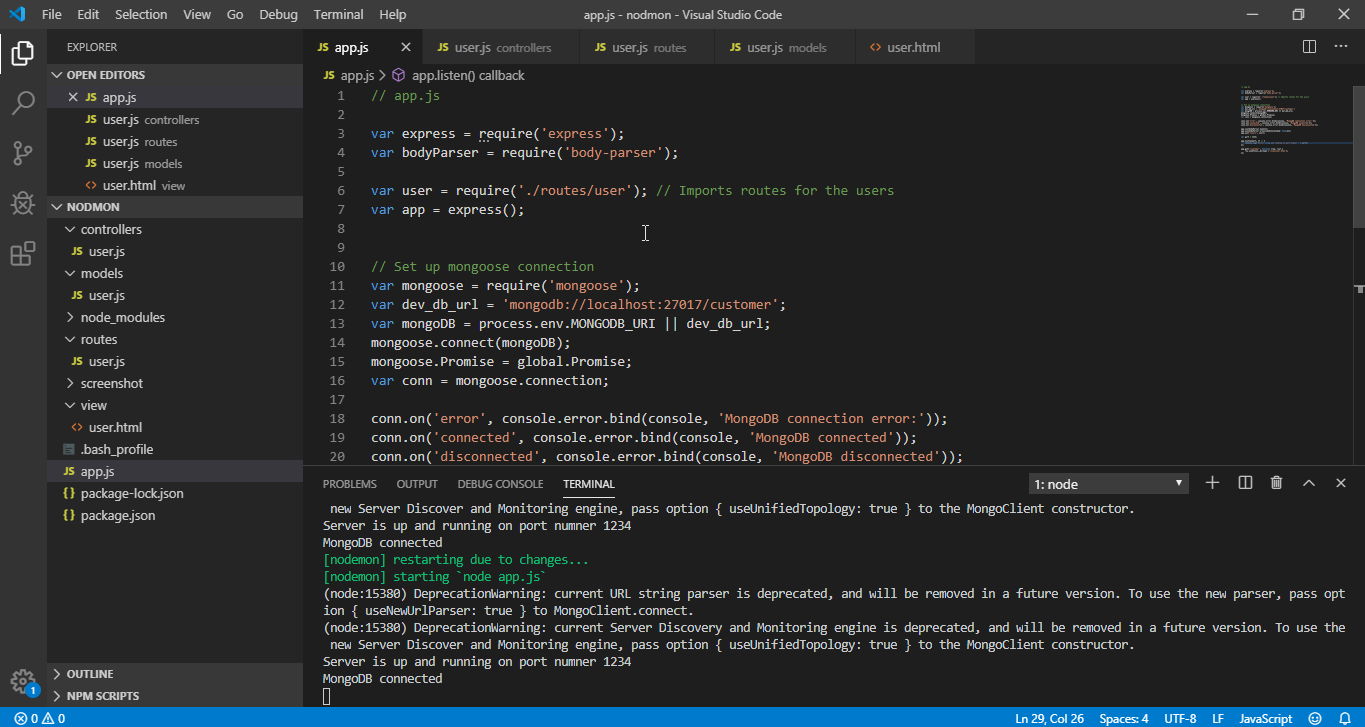 File Edit Selection View Go Debug Terminal Help app.js - nodmon - Visual Studio Code
EXPLORER
OPEN EDITORS
JS app.js
JS user.js controllers
JS user.js routes
JS user.js models
<> user.html view
NODMON
controllers
JS user.js
models
JS user.js
node_modules
routes
JS user.js
screenshot
view
<> user.html
.bash_profile
JS app.js
{} package-lock.json
{} package.json
OUTLINE
NPM SCRIPTS
1
JS app.js JS user.js controllers JS user.js routes JS user.js models <> user.html
JS app.js > app.listen() callback
1 // app.js
2
3 var express = require('express');
4 var bodyParser = require('body-parser');
5
6 var user = require('./routes/user'); // Imports routes for the users
7 var app = express();
8
9
10 // Set up mongoose connection
11 var mongoose = require('mongoose');
12 var dev_db_url = 'mongodb://localhost:27017/customer';
13 var mongoDB = process.env.MONGODB_URI || dev_db_url;
14 mongoose.connect(mongoDB);
15 mongoose.Promise = global.Promise;
16 var conn = mongoose.connection;
17
18 conn.on('error', console.error.bind(console, 'MongoDB connection error:'));
19 conn.on('connected', console.error.bind(console, 'MongoDB connected'));
20 conn.on('disconnected', console.error.bind(console, 'MongoDB disconnected'));
PROBLEMS OUTPUT DEBUG CONSOLE TERMINAL 1: node
new Server Discover and Monitoring engine, pass option { useUnifiedTopology: true } to the MongoClient constructor.
Server is up and running on port numner 1234
MongoDB connected
[nodemon] restarting due to changes...
[nodemon] starting `node app.js`
(node:15380) DeprecationWarning: current URL string parser is deprecated, and will be removed in a future version. To use the new parser, pass opt
ion { useNewUrlParser: true } to MongoClient.connect.
(node:15380) DeprecationWarning: current Server Discovery and Monitoring engine is deprecated, and will be removed in a future version. To use the
new Server Discover and Monitoring engine, pass option { useUnifiedTopology: true } to the MongoClient constructor.
Server is up and running on port numner 1234
MongoDB connected
0 0 Ln 29, Col 26 Spaces: 4 UTF-8 LF JavaScript